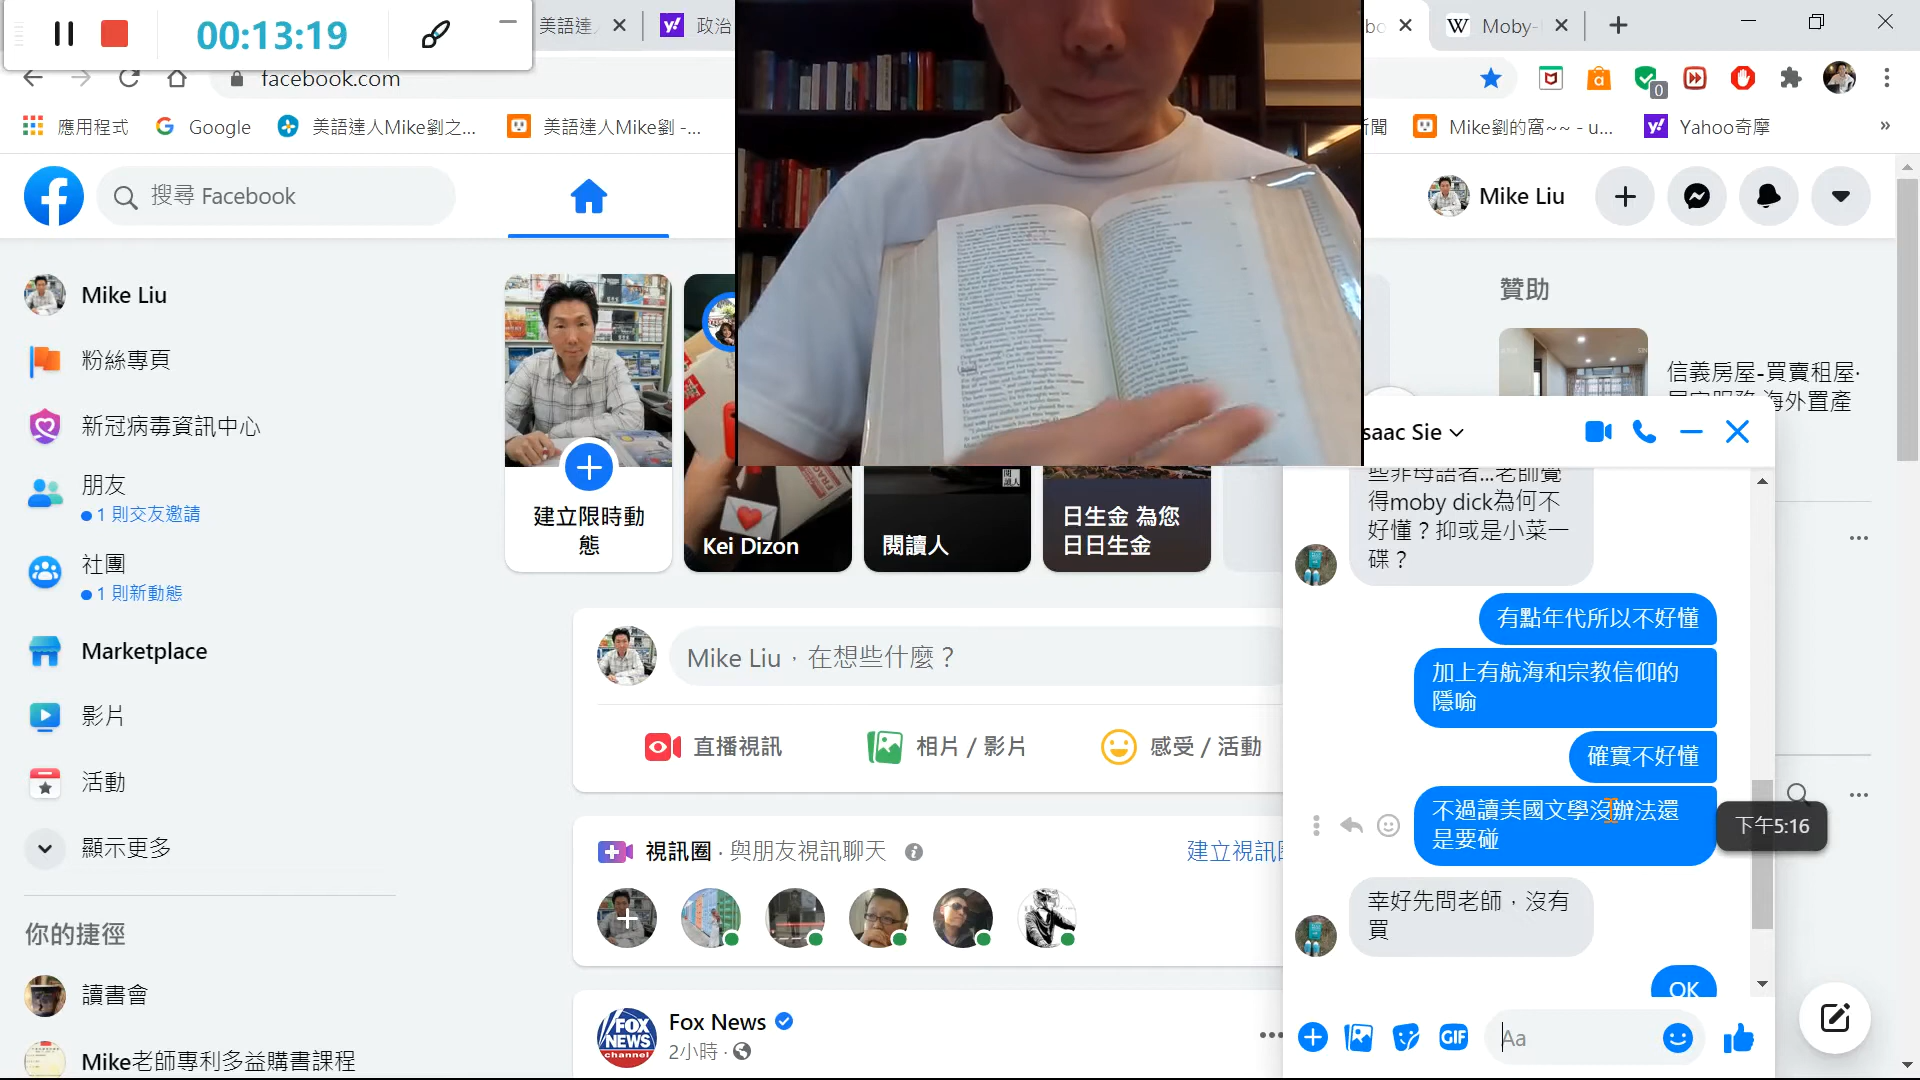 00:13:19
美語達
政治
Moby-
facebook.com
0
應用程式
Google
美語達人Mike劉之...
美語達人Mike劉 -...
Mike劉的窩~~ - u...
Yahoo奇摩
搜尋 Facebook
Mike Liu
Mike Liu
粉絲專頁
新冠病毒資訊中心
朋友
1 則交友邀請
社團
1 則新動態
Marketplace
影片
活動
顯示更多
你的捷徑
讀書會
Mike老師專利多益購書課程
建立限時動
態
Kei Dizon
閱讀人
日生金 為您
日日生金
Mike Liu，在想些什麼？
直播視訊
相片 / 影片
感受 / 活動
視訊圈 · 與朋友視訊聊天
建立視訊
FOX
NEWS
channel
Fox News
2小時 ·
贊助
信義房屋-買賣租屋·
海外置產
saac Sie
些非母語者...老師覺
得moby dick為何不
好懂？抑或是小菜一
碟？
有點年代所以不好懂
加上有航海和宗教信仰的
隱喻
確實不好懂
不過讀美國文學沒辦法還
是要碰
下午5:16
幸好先問老師，沒有
買
OK
GIF
Aa